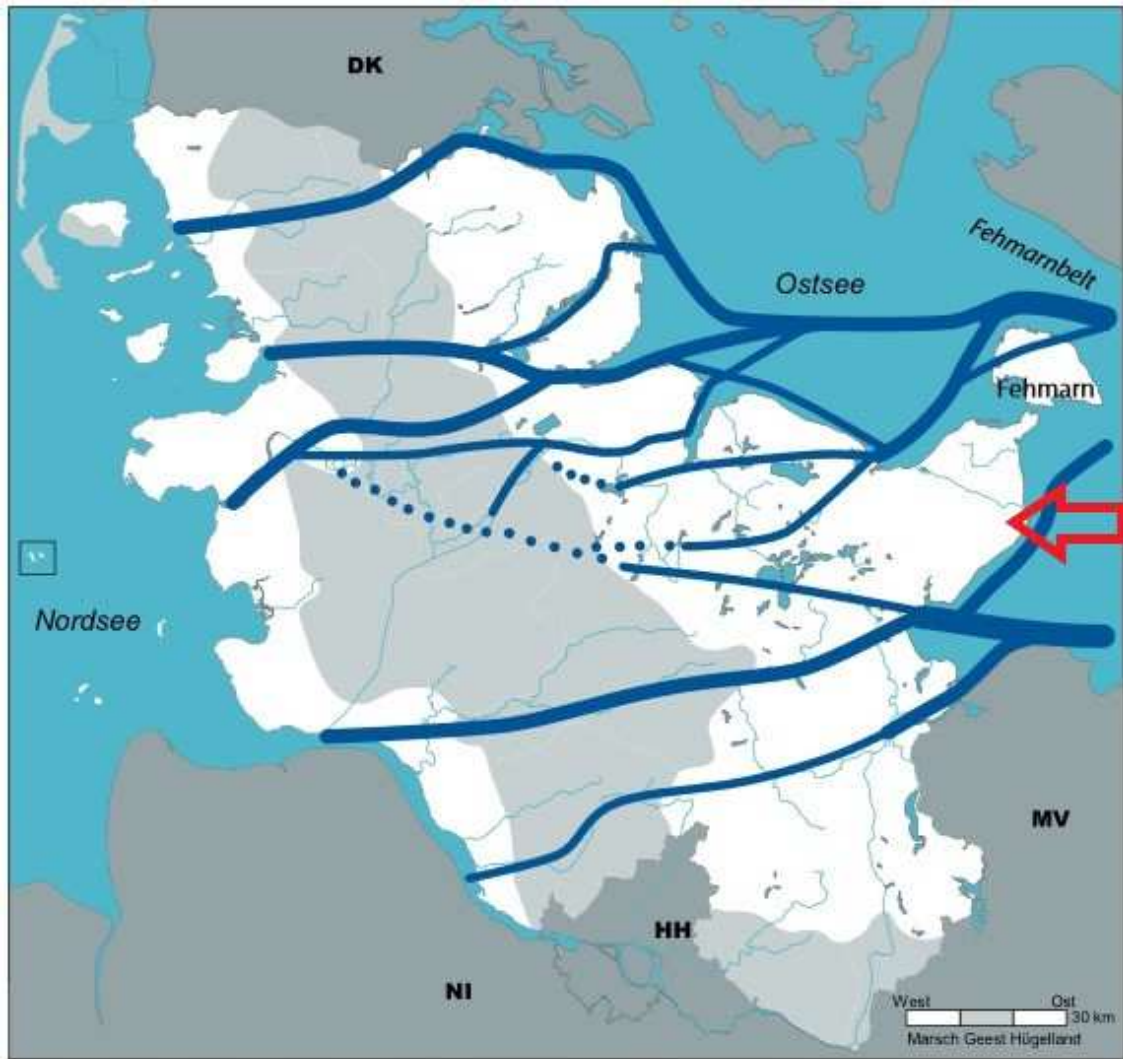 DK
Fehmarnbelt
Ostsee
Fehmarn
Nordsee
MV
HH
NI
West Ost
30 km
Marsch Geest Hügelland